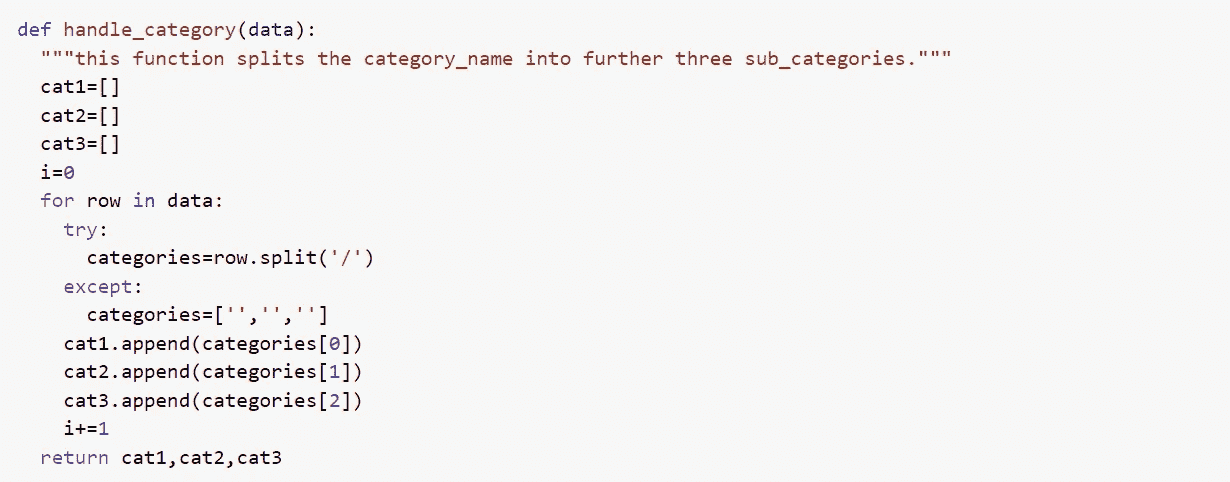 def handle_category(data):
  """this function splits the category_name into further three sub_categories."""
  cat1=[]
  cat2=[]
  cat3=[]
  i=0
  for row in data:
    try:
      categories=row.split('/')
    except:
      categories=['','','']
    cat1.append(categories[0])
    cat2.append(categories[1])
    cat3.append(categories[2])
    i+=1
  return cat1,cat2,cat3